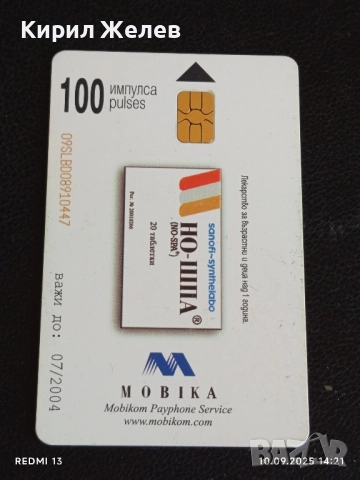 Кирил Желев
100 импулса
pulses
09SLBD08910447
важи до: 07/2004
sanofi~synthelabo
НО-ШПА®
(NO-SPA®)
20 таблетки
Лекарство за възрастни и деца над 1 година.
MOBIKA
Mobikom Payphone Service
www.mobikom.com
REDMI 13
10.09.2025 14:21
БАЗАР